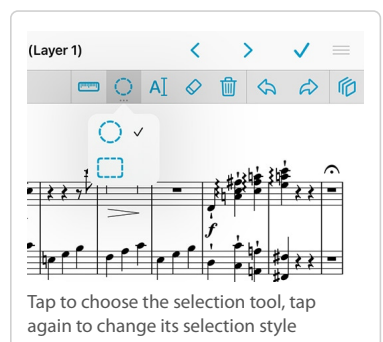 (Layer 1)
A
f
Tap to choose the selection tool, tap
again to change its selection style